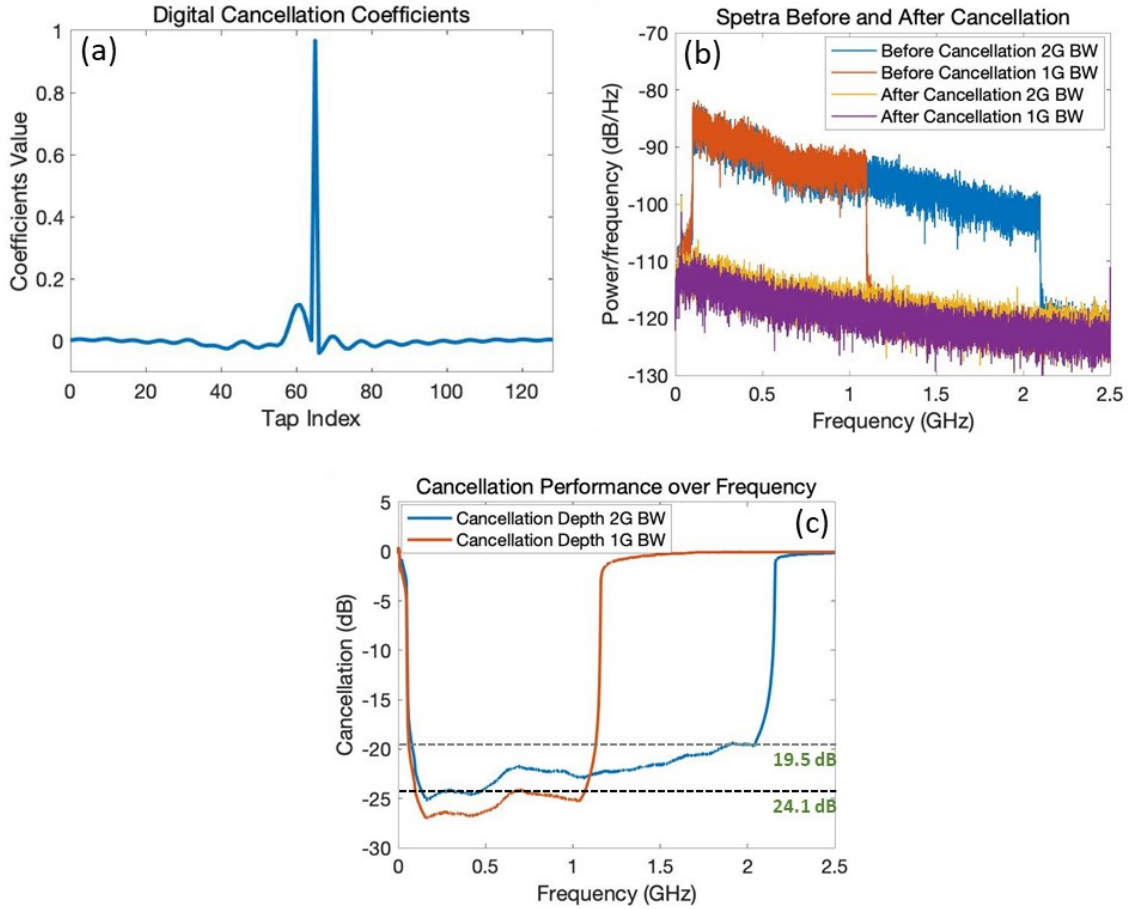 Digital Cancellation Coefficients
(a)
Coefficients Value
1
0.8
0.6
0.4
0.2
0
0 20 40 60 80 100 120
Tap Index
Spetra Before and After Cancellation
(b)
Before Cancellation 2G BW
Before Cancellation 1G BW
After Cancellation 2G BW
After Cancellation 1G BW
Power/frequency (dB/Hz)
-70
-80
-90
-100
-110
-120
-130
0 0.5 1 1.5 2 2.5
Frequency (GHz)
Cancellation Performance over Frequency
(c)
Cancellation Depth 2G BW
Cancellation Depth 1G BW
Cancellation (dB)
5
0
-5
-10
-15
-20
-25
-30
19.5 dB
24.1 dB
0 0.5 1 1.5 2 2.5
Frequency (GHz)